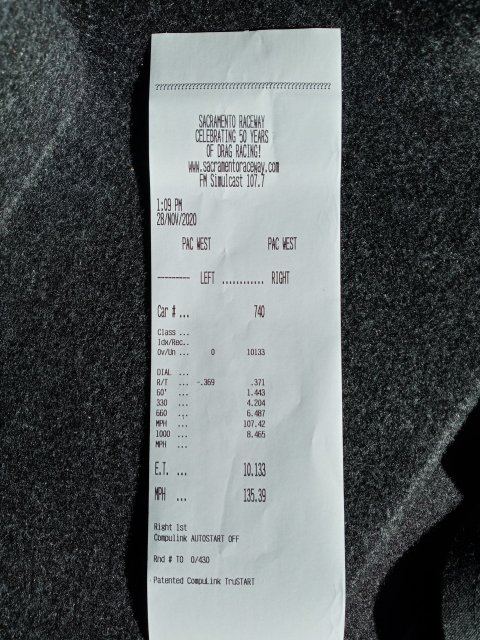 SACRAMENTO RACEWAY
CELEBRATING 50 YEARS
OF DRAG RACING!
www.sacramentoraceway.com
FM Simulcast 107.7
1:09 PM
28/NOV/2020
PAC WEST PAC WEST
--------- LEFT ............ RIGHT
Car # ... 740
Class ...
Idx/Rec..
Ov/Un ... 0 10133
DIAL ...
R/T ... -.369 .371
60' ... 1.443
330 ... 4.204
660 ... 6.487
MPH ... 107.42
1000 ... 8.465
MPH ...
E.T. ... 10.133
MPH ... 135.39
Right 1st
Compulink AUTOSTART OFF
Rnd # TO 0/430
Patented CompuLink TruSTART